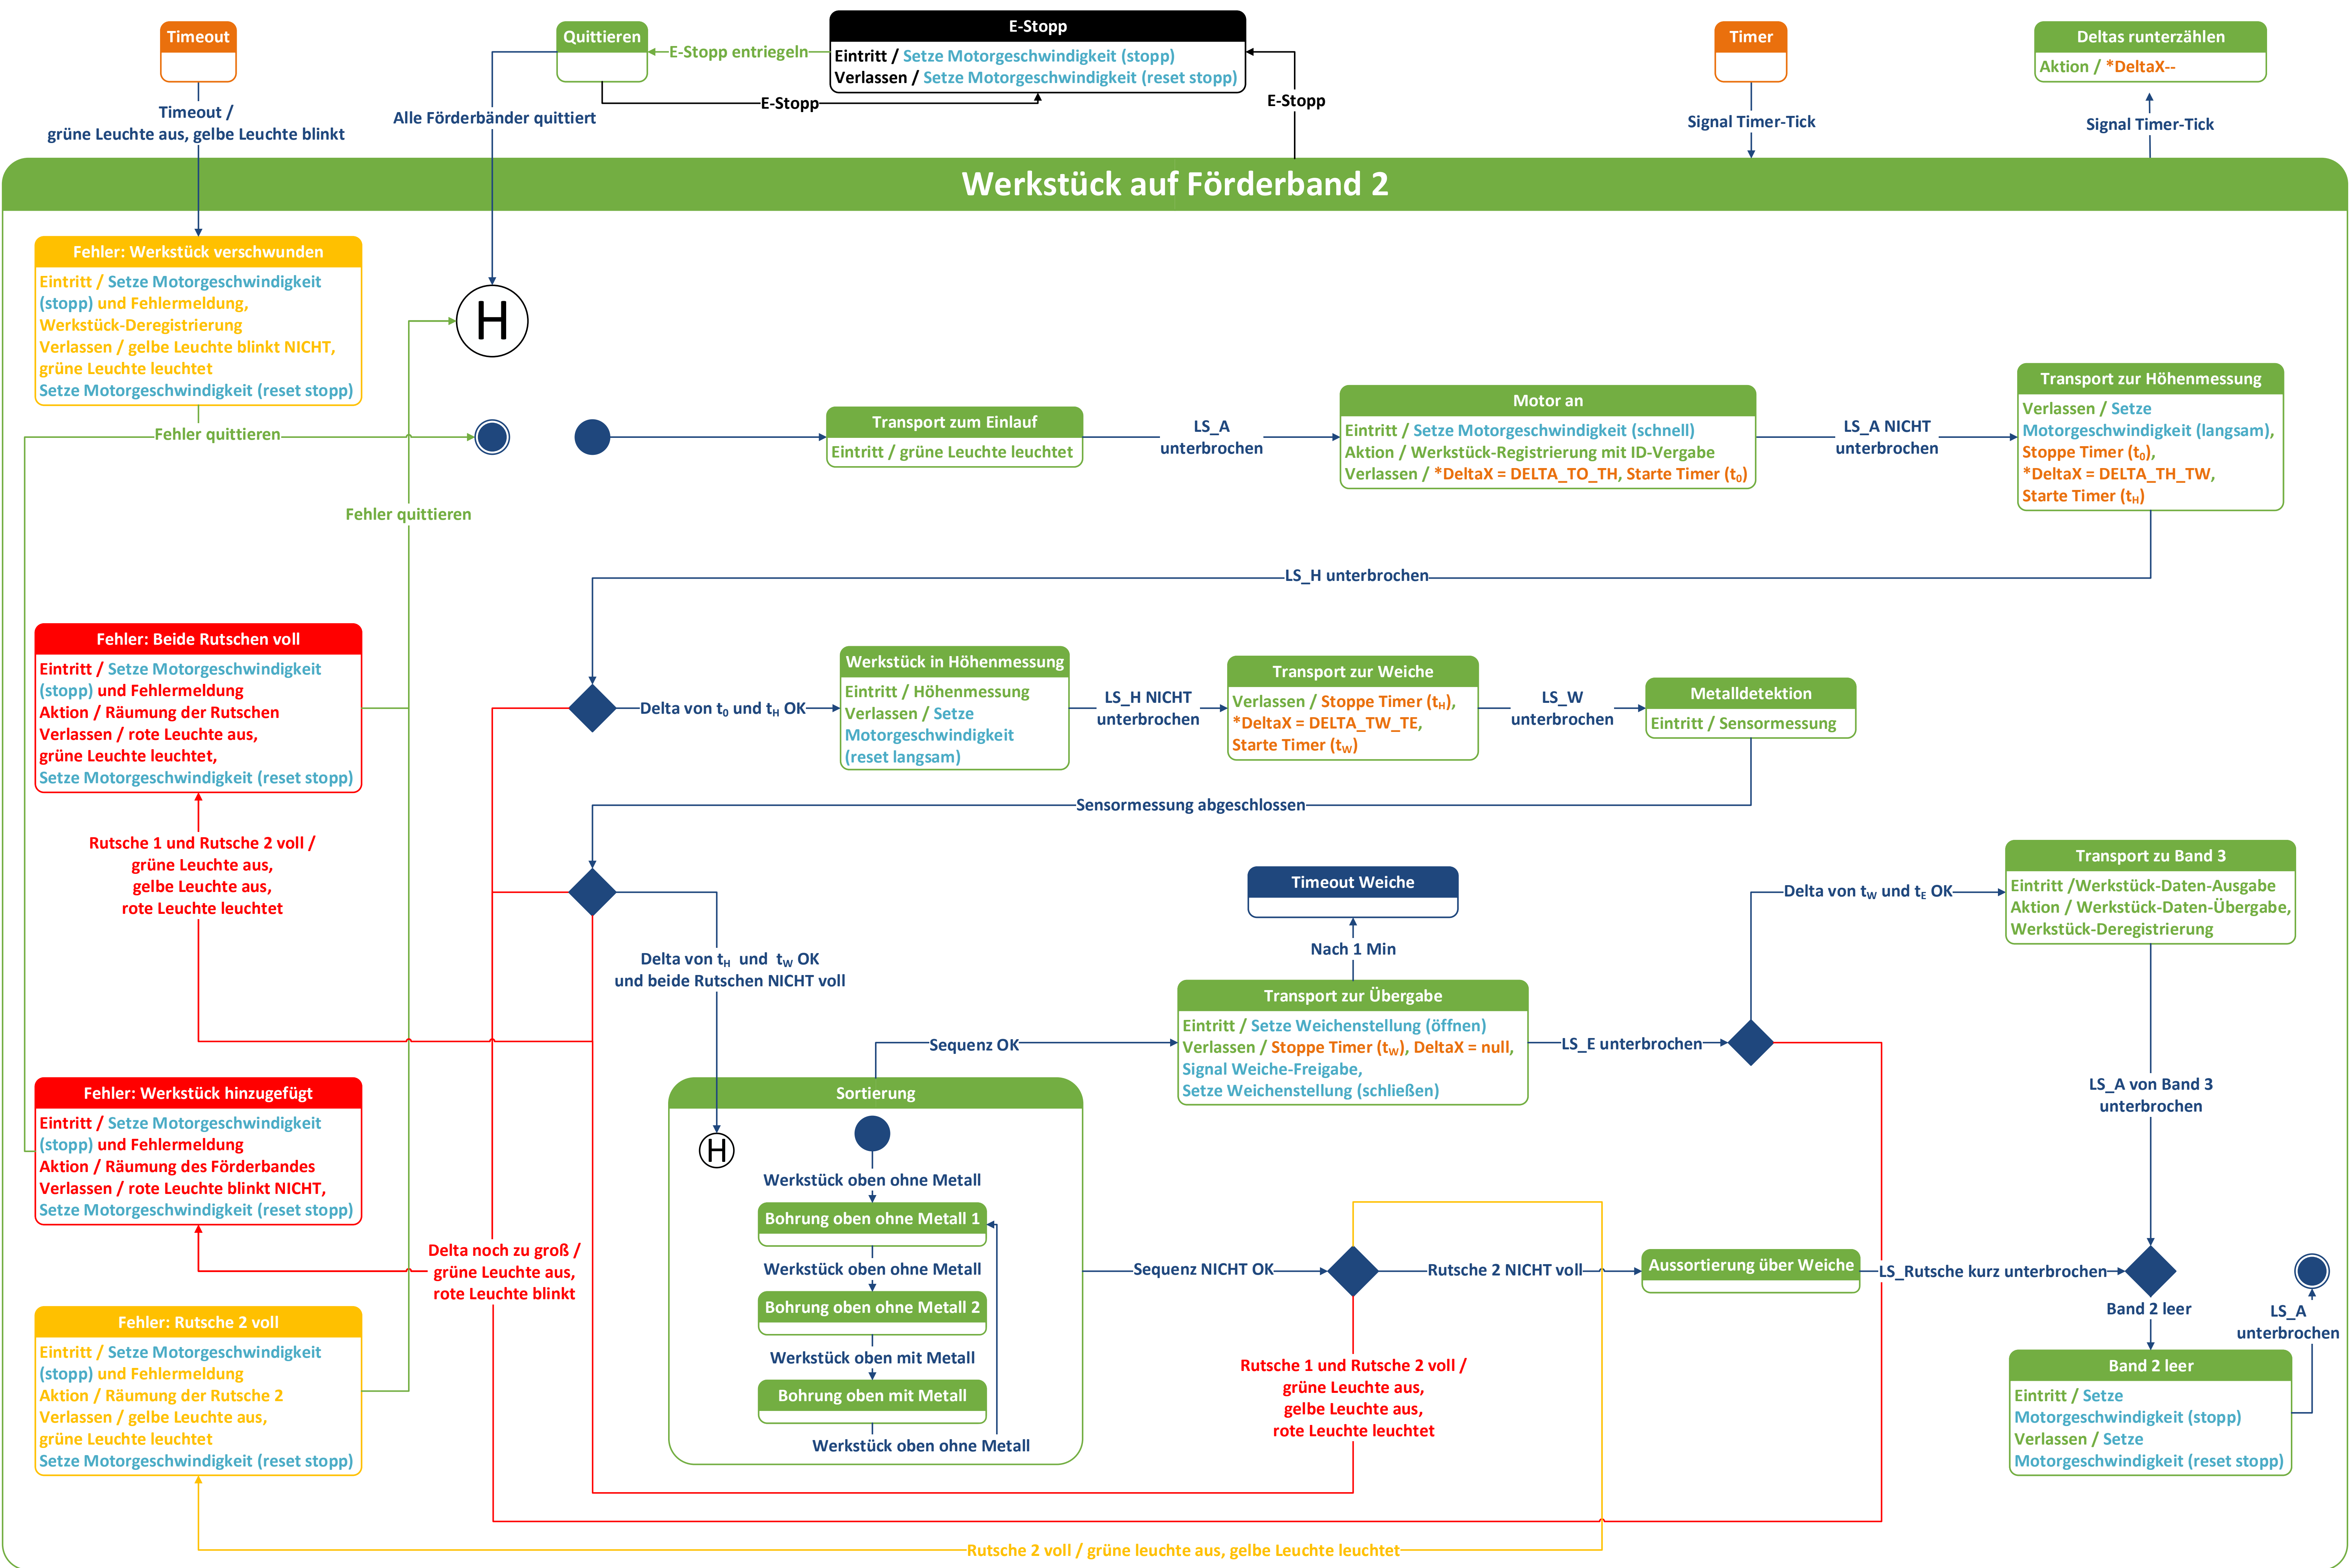 Timeout
Timeout /
grüne Leuchte aus, gelbe Leuchte blinkt
Quittieren
E-Stopp entriegeln
E-Stopp
Eintritt / Setze Motorgeschwindigkeit (stopp)
Verlassen / Setze Motorgeschwindigkeit (reset stopp)
E-Stopp
E-Stopp
Alle Förderbänder quittiert
Timer
Signal Timer-Tick
Deltas runterzählen
Aktion / *DeltaX--
Signal Timer-Tick
Werkstück auf Förderband 2
Fehler: Werkstück verschwunden
Eintritt / Setze Motorgeschwindigkeit
(stopp) und Fehlermeldung,
Werkstück-Deregistrierung
Verlassen / gelbe Leuchte blinkt NICHT,
grüne Leuchte leuchtet
Setze Motorgeschwindigkeit (reset stopp)
H
Fehler quittieren
Fehler quittieren
Transport zum Einlauf
Eintritt / grüne Leuchte leuchtet
LS_A
unterbrochen
Motor an
Eintritt / Setze Motorgeschwindigkeit (schnell)
Aktion / Werkstück-Registrierung mit ID-Vergabe
Verlassen / *DeltaX = DELTA_TO_TH, Starte Timer (t0)
LS_A NICHT
unterbrochen
Transport zur Höhenmessung
Verlassen / Setze
Motorgeschwindigkeit (langsam),
Stoppe Timer (t0),
*DeltaX = DELTA_TH_TW,
Starte Timer (tH)
LS_H unterbrochen
Fehler: Beide Rutschen voll
Eintritt / Setze Motorgeschwindigkeit
(stopp) und Fehlermeldung
Aktion / Räumung der Rutschen
Verlassen / rote Leuchte aus,
grüne Leuchte leuchtet,
Setze Motorgeschwindigkeit (reset stopp)
Delta von t0 und tH OK
Werkstück in Höhenmessung
Eintritt / Höhenmessung
Verlassen / Setze
Motorgeschwindigkeit
(reset langsam)
LS_H NICHT
unterbrochen
Transport zur Weiche
Verlassen / Stoppe Timer (tH),
*DeltaX = DELTA_TW_TE,
Starte Timer (tW)
LS_W
unterbrochen
Metalldetektion
Eintritt / Sensormessung
Sensormessung abgeschlossen
Rutsche 1 und Rutsche 2 voll /
grüne Leuchte aus,
gelbe Leuchte aus,
rote Leuchte leuchtet
Delta von tH und tW OK
und beide Rutschen NICHT voll
Timeout Weiche
Nach 1 Min
Transport zur Übergabe
Eintritt / Setze Weichenstellung (öffnen)
Verlassen / Stoppe Timer (tW), DeltaX = null,
Signal Weiche-Freigabe,
Setze Weichenstellung (schließen)
LS_E unterbrochen
Delta von tW und tE OK
Transport zu Band 3
Eintritt /Werkstück-Daten-Ausgabe
Aktion / Werkstück-Daten-Übergabe,
Werkstück-Deregistrierung
LS_A von Band 3
unterbrochen
Sequenz OK
Fehler: Werkstück hinzugefügt
Eintritt / Setze Motorgeschwindigkeit
(stopp) und Fehlermeldung
Aktion / Räumung des Förderbandes
Verlassen / rote Leuchte blinkt NICHT,
Setze Motorgeschwindigkeit (reset stopp)
Delta noch zu groß /
grüne Leuchte aus,
rote Leuchte blinkt
Sortierung
H
Werkstück oben ohne Metall
Bohrung oben ohne Metall 1
Werkstück oben ohne Metall
Bohrung oben ohne Metall 2
Werkstück oben mit Metall
Bohrung oben mit Metall
Werkstück oben ohne Metall
Sequenz NICHT OK
Rutsche 2 NICHT voll
Aussortierung über Weiche
LS_Rutsche kurz unterbrochen
Band 2 leer
LS_A
unterbrochen
Band 2 leer
Eintritt / Setze
Motorgeschwindigkeit (stopp)
Verlassen / Setze
Motorgeschwindigkeit (reset stopp)
Rutsche 1 und Rutsche 2 voll /
grüne Leuchte aus,
gelbe Leuchte aus,
rote Leuchte leuchtet
Fehler: Rutsche 2 voll
Eintritt / Setze Motorgeschwindigkeit
(stopp) und Fehlermeldung
Aktion / Räumung der Rutsche 2
Verlassen / gelbe Leuchte aus,
grüne Leuchte leuchtet
Setze Motorgeschwindigkeit (reset stopp)
Rutsche 2 voll / grüne leuchte aus, gelbe Leuchte leuchtet